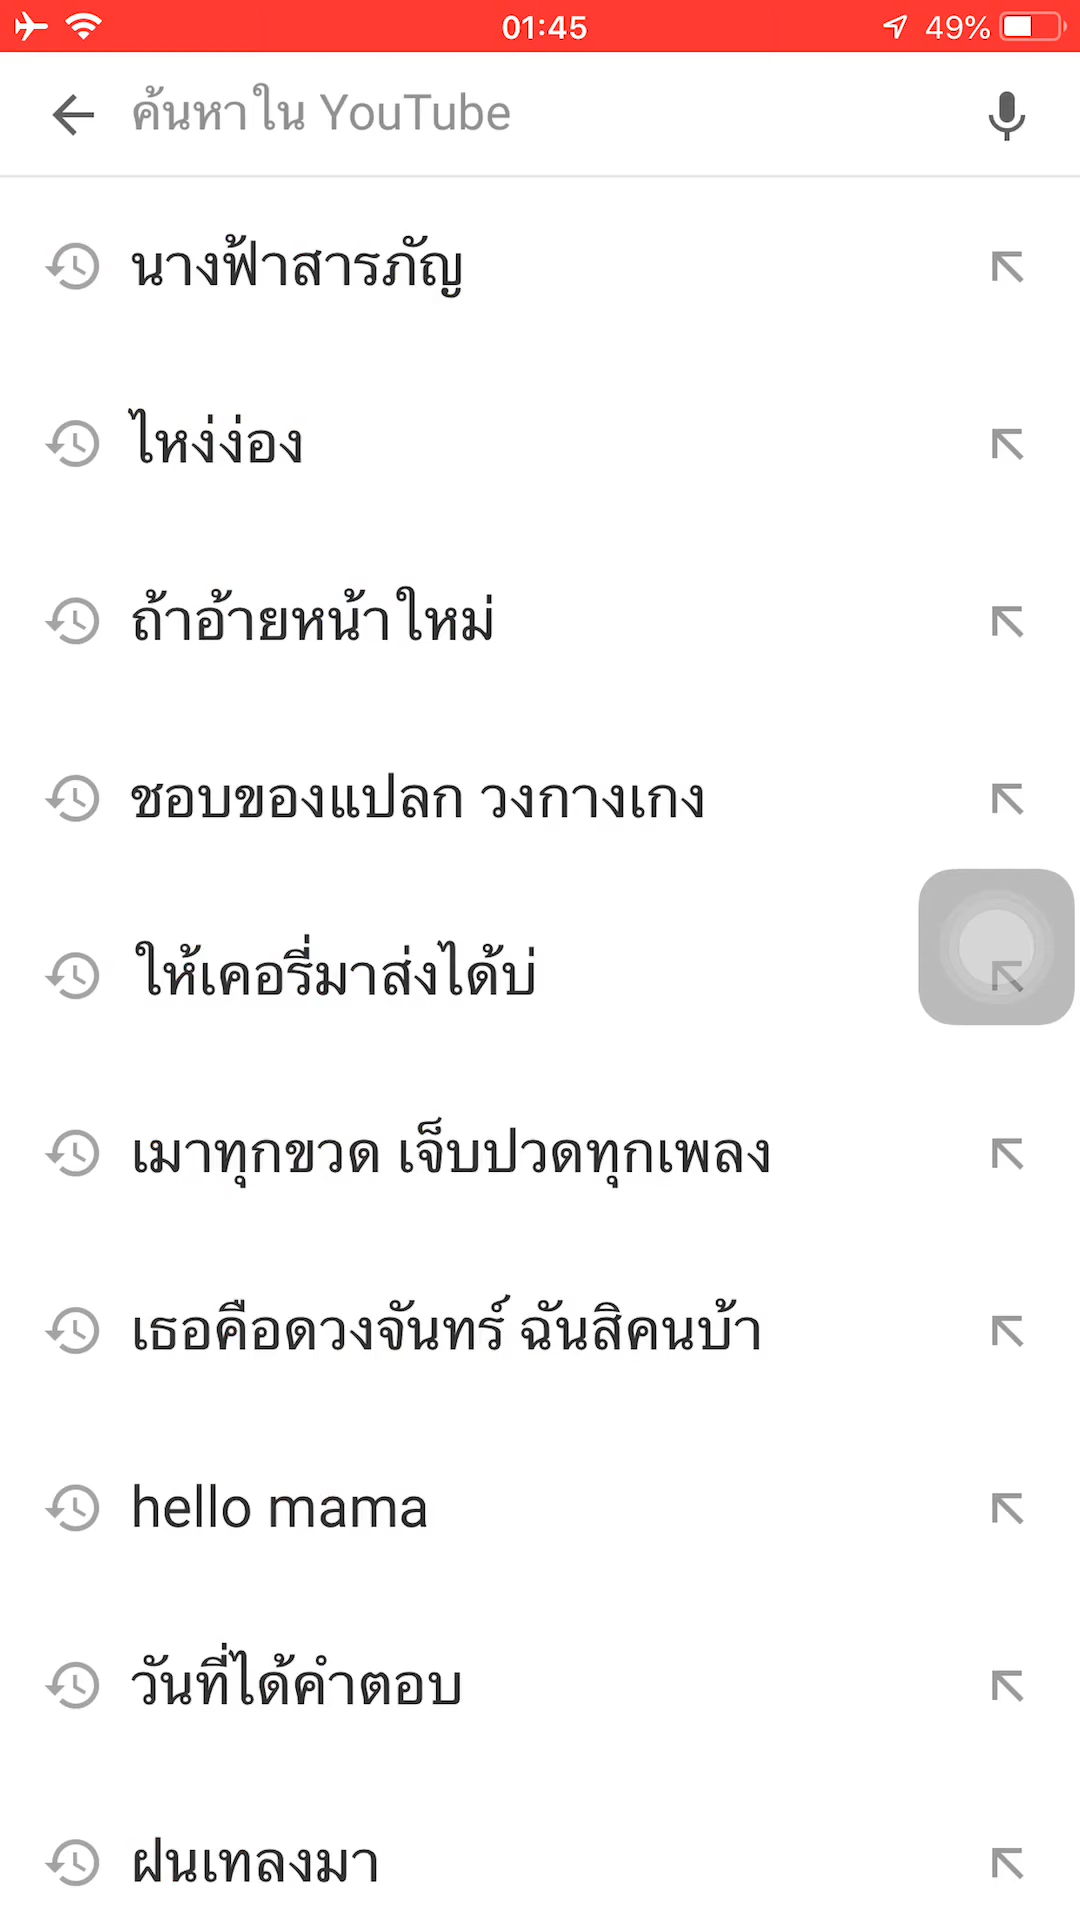 01:45
49%
ค้นหาใน YouTube
นางฟ้าสารภัญ
ไหง่ง่อง
ถ้าอ้ายหน้าใหม่
ชอบของแปลก วงกางเกง
ให้เคอรี่มาส่งได้บ่
เมาทุกขวด เจ็บปวดทุกเพลง
เธอคือดวงจันทร์ ฉันสิคนบ้า
hello mama
วันที่ได้คำตอบ
ฝนเทลงมา